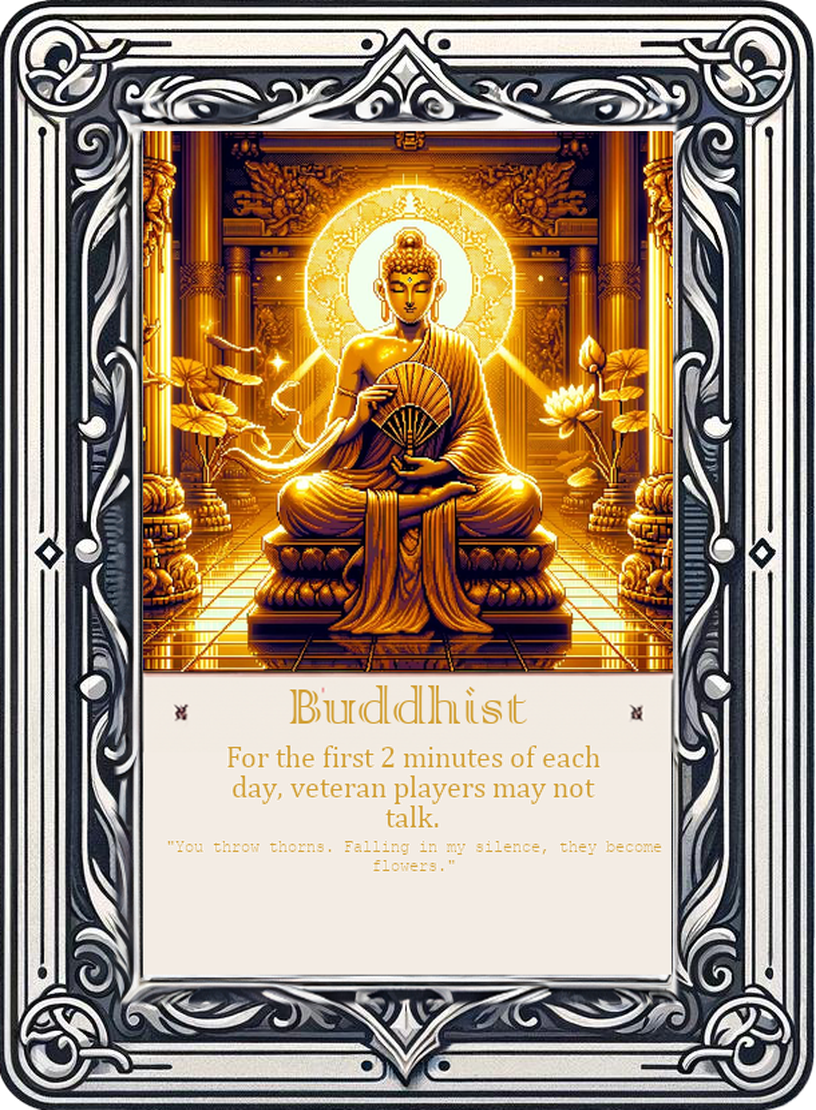 Buddhist
For the first 2 minutes of each
day, veteran players may not
talk.
"You throw thorns. Falling in my silence, they become
flowers."